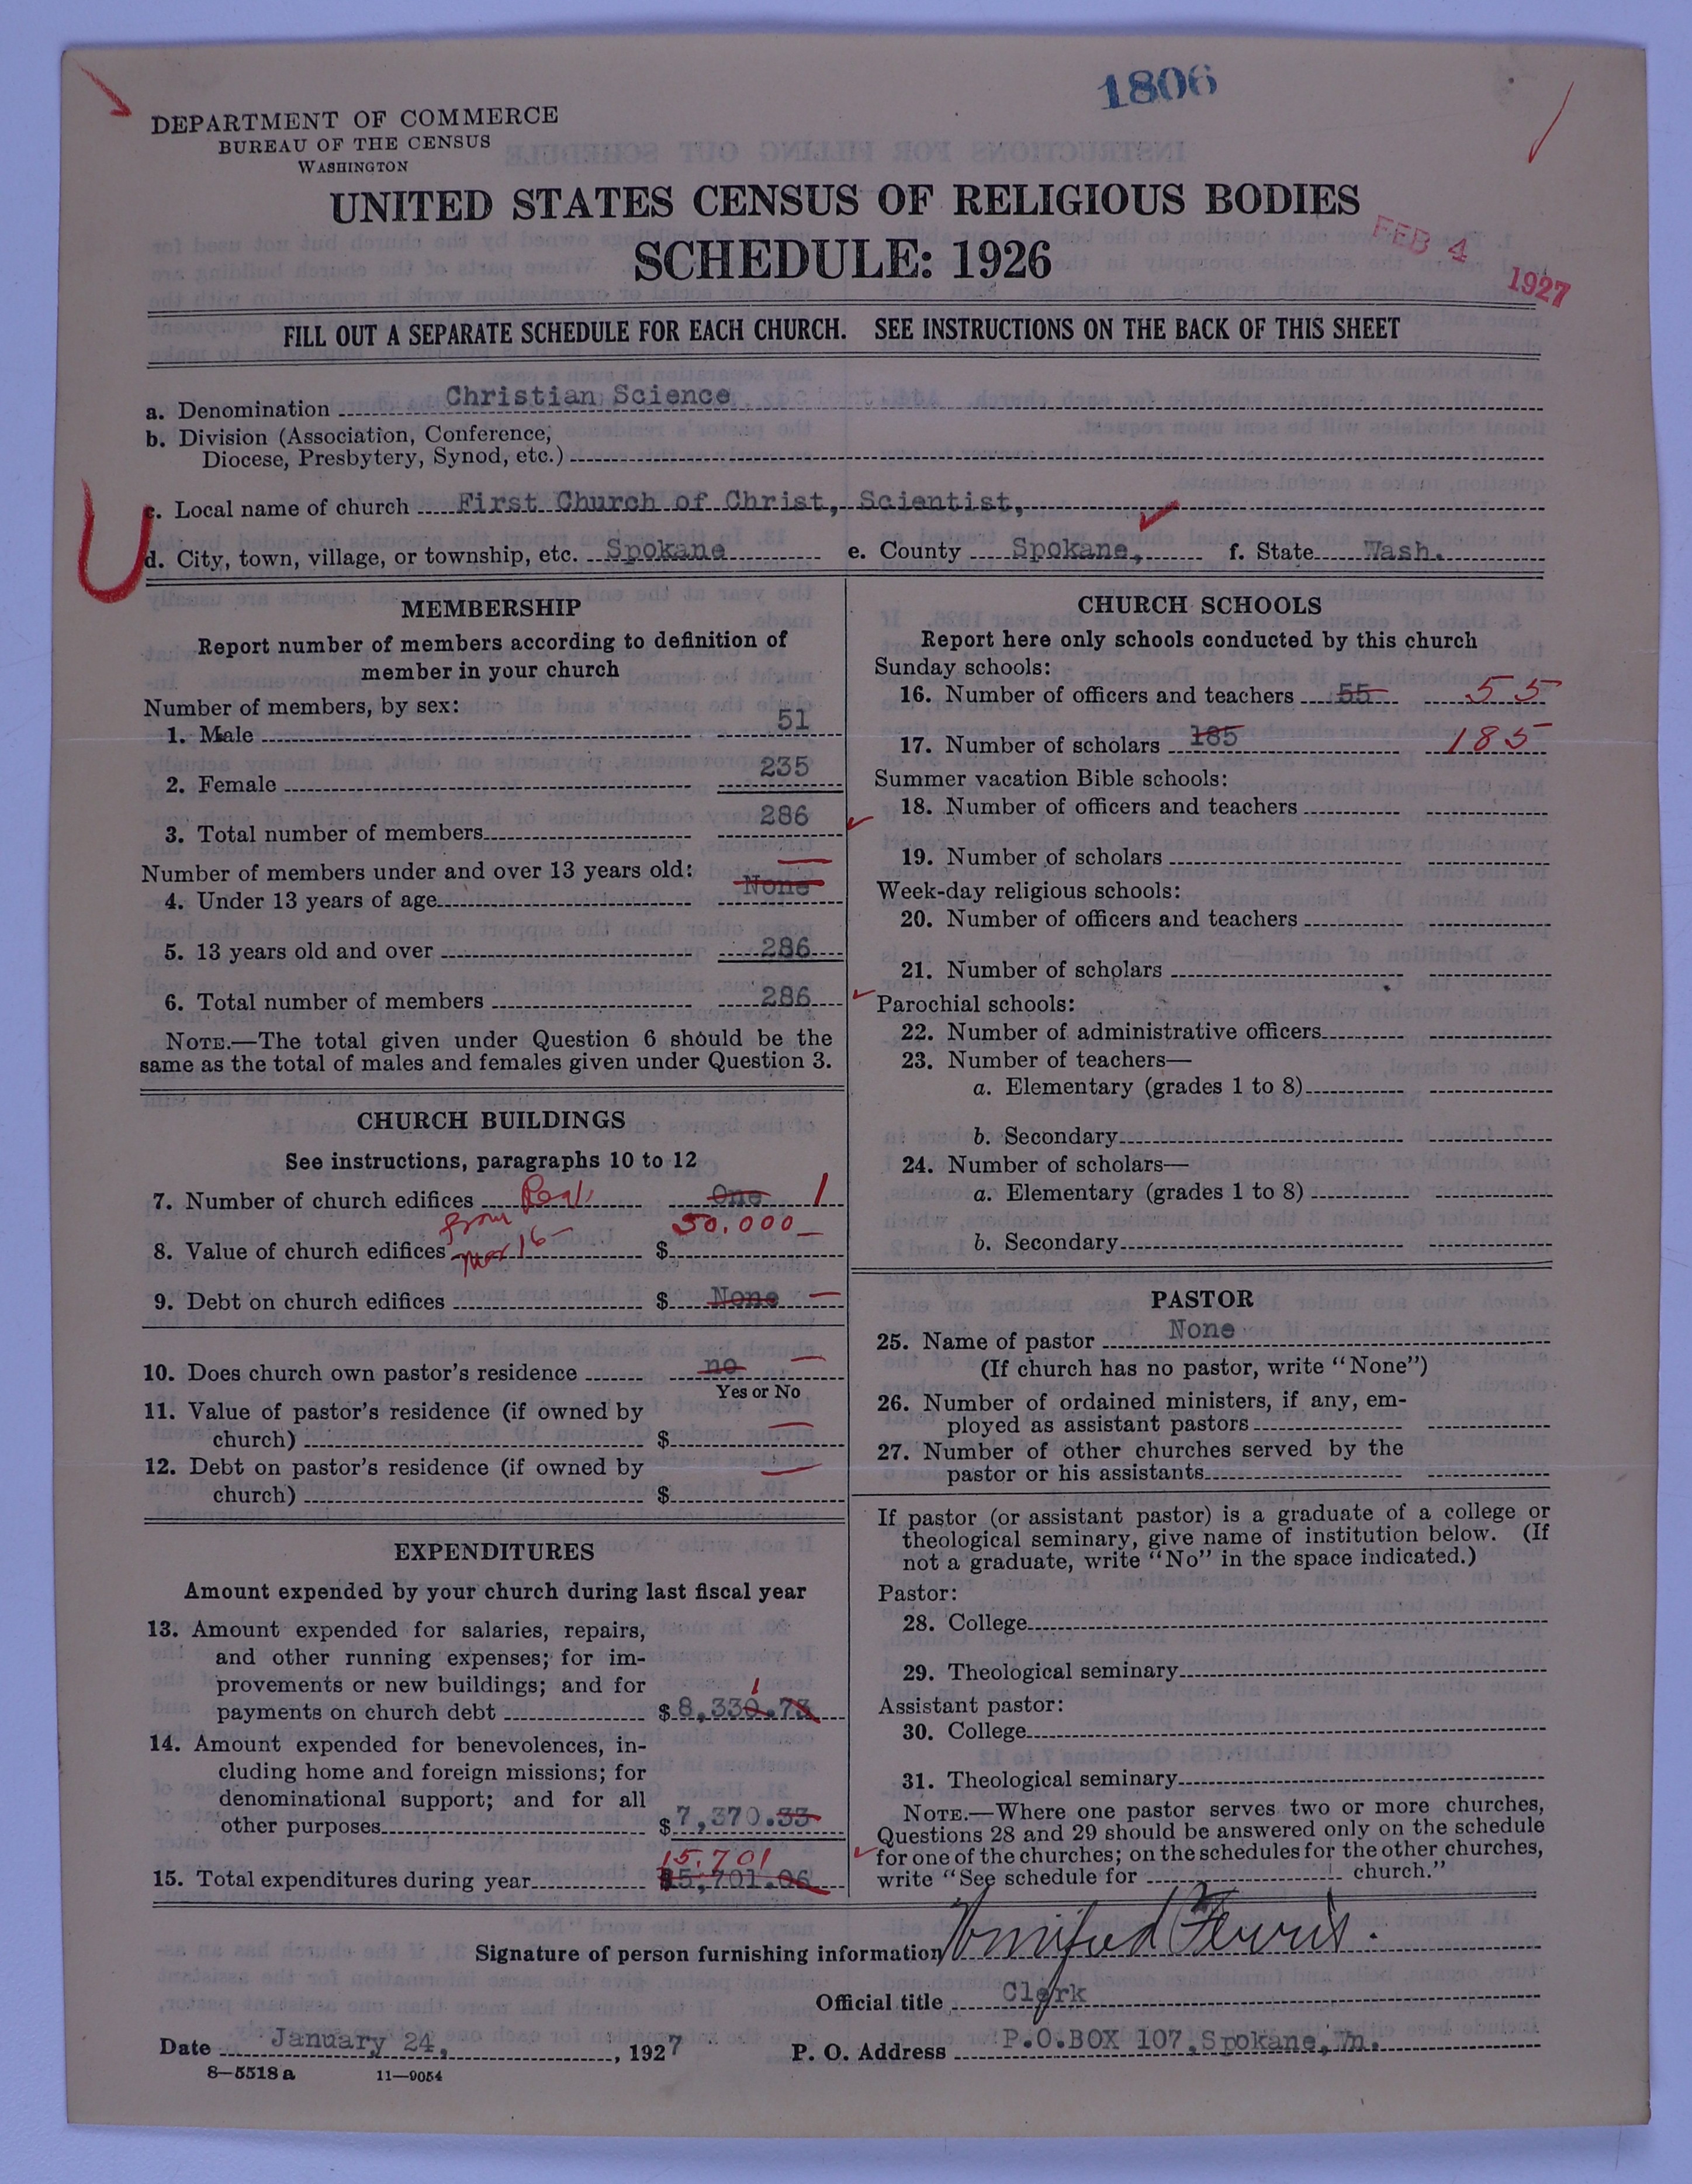 1806
DEPARTMENT OF COMMERCE
BUREAU OF THE CENSUS
WASHINGTON
UNITED STATES CENSUS OF RELIGIOUS BODIES
SCHEDULE: 1926
FEB 4 1927
FILL OUT A SEPARATE SCHEDULE FOR EACH CHURCH. SEE INSTRUCTIONS ON THE BACK OF THIS SHEET
a. Denomination Christian Science
b. Division (Association, Conference,
Diocese, Presbytery, Synod, etc.)
c. Local name of church First Church of Christ, Scientist,
d. City, town, village, or township, etc. Spokane e. County Spokane, f. State Wash.
MEMBERSHIP
Report number of members according to definition of
member in your church
Number of members, by sex:
1. Male 51
2. Female 235
3. Total number of members 286
Number of members under and over 13 years old:
4. Under 13 years of age None
5. 13 years old and over 286
6. Total number of members 286
NOTE.—The total given under Question 6 should be the
same as the total of males and females given under Question 3.
CHURCH BUILDINGS
See instructions, paragraphs 10 to 12
7. Number of church edifices One 1
8. Value of church edifices from $ 50.000
9. Debt on church edifices $ None
10. Does church own pastor's residence no
Yes or No
11. Value of pastor's residence (if owned by
church) $
12. Debt on pastor's residence (if owned by
church) $
EXPENDITURES
Amount expended by your church during last fiscal year
13. Amount expended for salaries, repairs,
and other running expenses; for im-
provements or new buildings; and for
1
payments on church debt $ 8,330.73
14. Amount expended for benevolences, in-
cluding home and foreign missions; for
denominational support; and for all
other purposes $ 7,370.33
15.701
15. Total expenditures during year $15,701.06
CHURCH SCHOOLS
Report here only schools conducted by this church
Sunday schools:
16. Number of officers and teachers 55 55
17. Number of scholars 185 185
Summer vacation Bible schools:
18. Number of officers and teachers
19. Number of scholars
Week-day religious schools:
20. Number of officers and teachers
21. Number of scholars
Parochial schools:
22. Number of administrative officers
23. Number of teachers—
a. Elementary (grades 1 to 8)
b. Secondary
24. Number of scholars—
a. Elementary (grades 1 to 8)
b. Secondary
PASTOR
25. Name of pastor None
(If church has no pastor, write "None")
26. Number of ordained ministers, if any, em-
ployed as assistant pastors
27. Number of other churches served by the
pastor or his assistants
If pastor (or assistant pastor) is a graduate of a college or
theological seminary, give name of institution below. (If
not a graduate, write "No" in the space indicated.)
Pastor:
28. College
29. Theological seminary
Assistant pastor:
30. College
31. Theological seminary
NOTE.—Where one pastor serves two or more churches,
Questions 28 and 29 should be answered only on the schedule
for one of the churches; on the schedules for the other churches,
write "See schedule for church."
Signature of person furnishing information Winifred Ferris.
Official title Clerk
Date January 24, 1927 P. O. Address P.O.BOX 107, Spokane, Wn.
8—5518a 11—9054